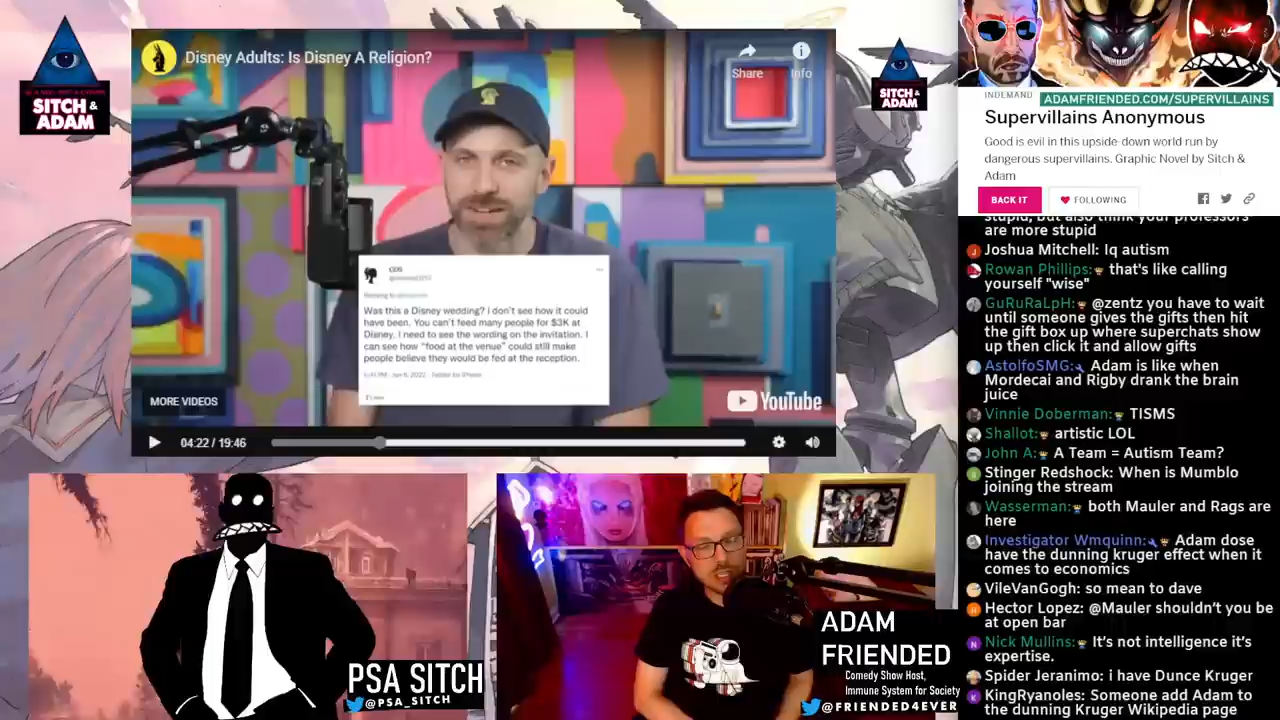 SITCH &
ADAM
Disney Adults: Is Disney A Religion?
Share
Info
SITCH &
ADAM
Was this a Disney wedding? I don't see how it could
have been. You can't feed many people for $3K at
Disney. I need to see the wording on the invitation. I
can see how "food at the venue" could still make
people believe they would be fed at the reception.
MORE VIDEOS
YouTube
04:22 / 19:46
INDEMAND
ADAMFRIENDED.COM/SUPERVILLAINS
Supervillains Anonymous
Good is evil in this upside-down world run by
dangerous supervillains. Graphic Novel by Sitch &
Adam
BACK IT
FOLLOWING
stupid, but also think your professors
are more stupid
Joshua Mitchell: Iq autism
Rowan Phillips: that's like calling
yourself "wise"
GuRuRaLpH: @zentz you have to wait
until someone gives the gifts then hit
the gift box up where superchats show
up then click it and allow gifts
AstolfoSMG: Adam is like when
Mordecai and Rigby drank the brain
juice
Vinnie Doberman: TISMS
Shallot: artistic LOL
John A: A Team = Autism Team?
Stinger Redshock: When is Mumblo
joining the stream
Wasserman: both Mauler and Rags are
here
Investigator Wmquinn: Adam dose
have the dunning kruger effect when it
comes to economics
VileVanGogh: so mean to dave
Hector Lopez: @Mauler shouldn't you be
at open bar
Nick Mullins: It's not intelligence it's
expertise.
Spider Jeranimo: i have Dunce Kruger
KingRyanoles: Someone add Adam to
the dunning Kruger Wikipedia page
PSA SITCH
@PSA_SITCH
ADAM
FRIENDED
Comedy Show Host,
Immune System for Society
@FRIENDED4EVER